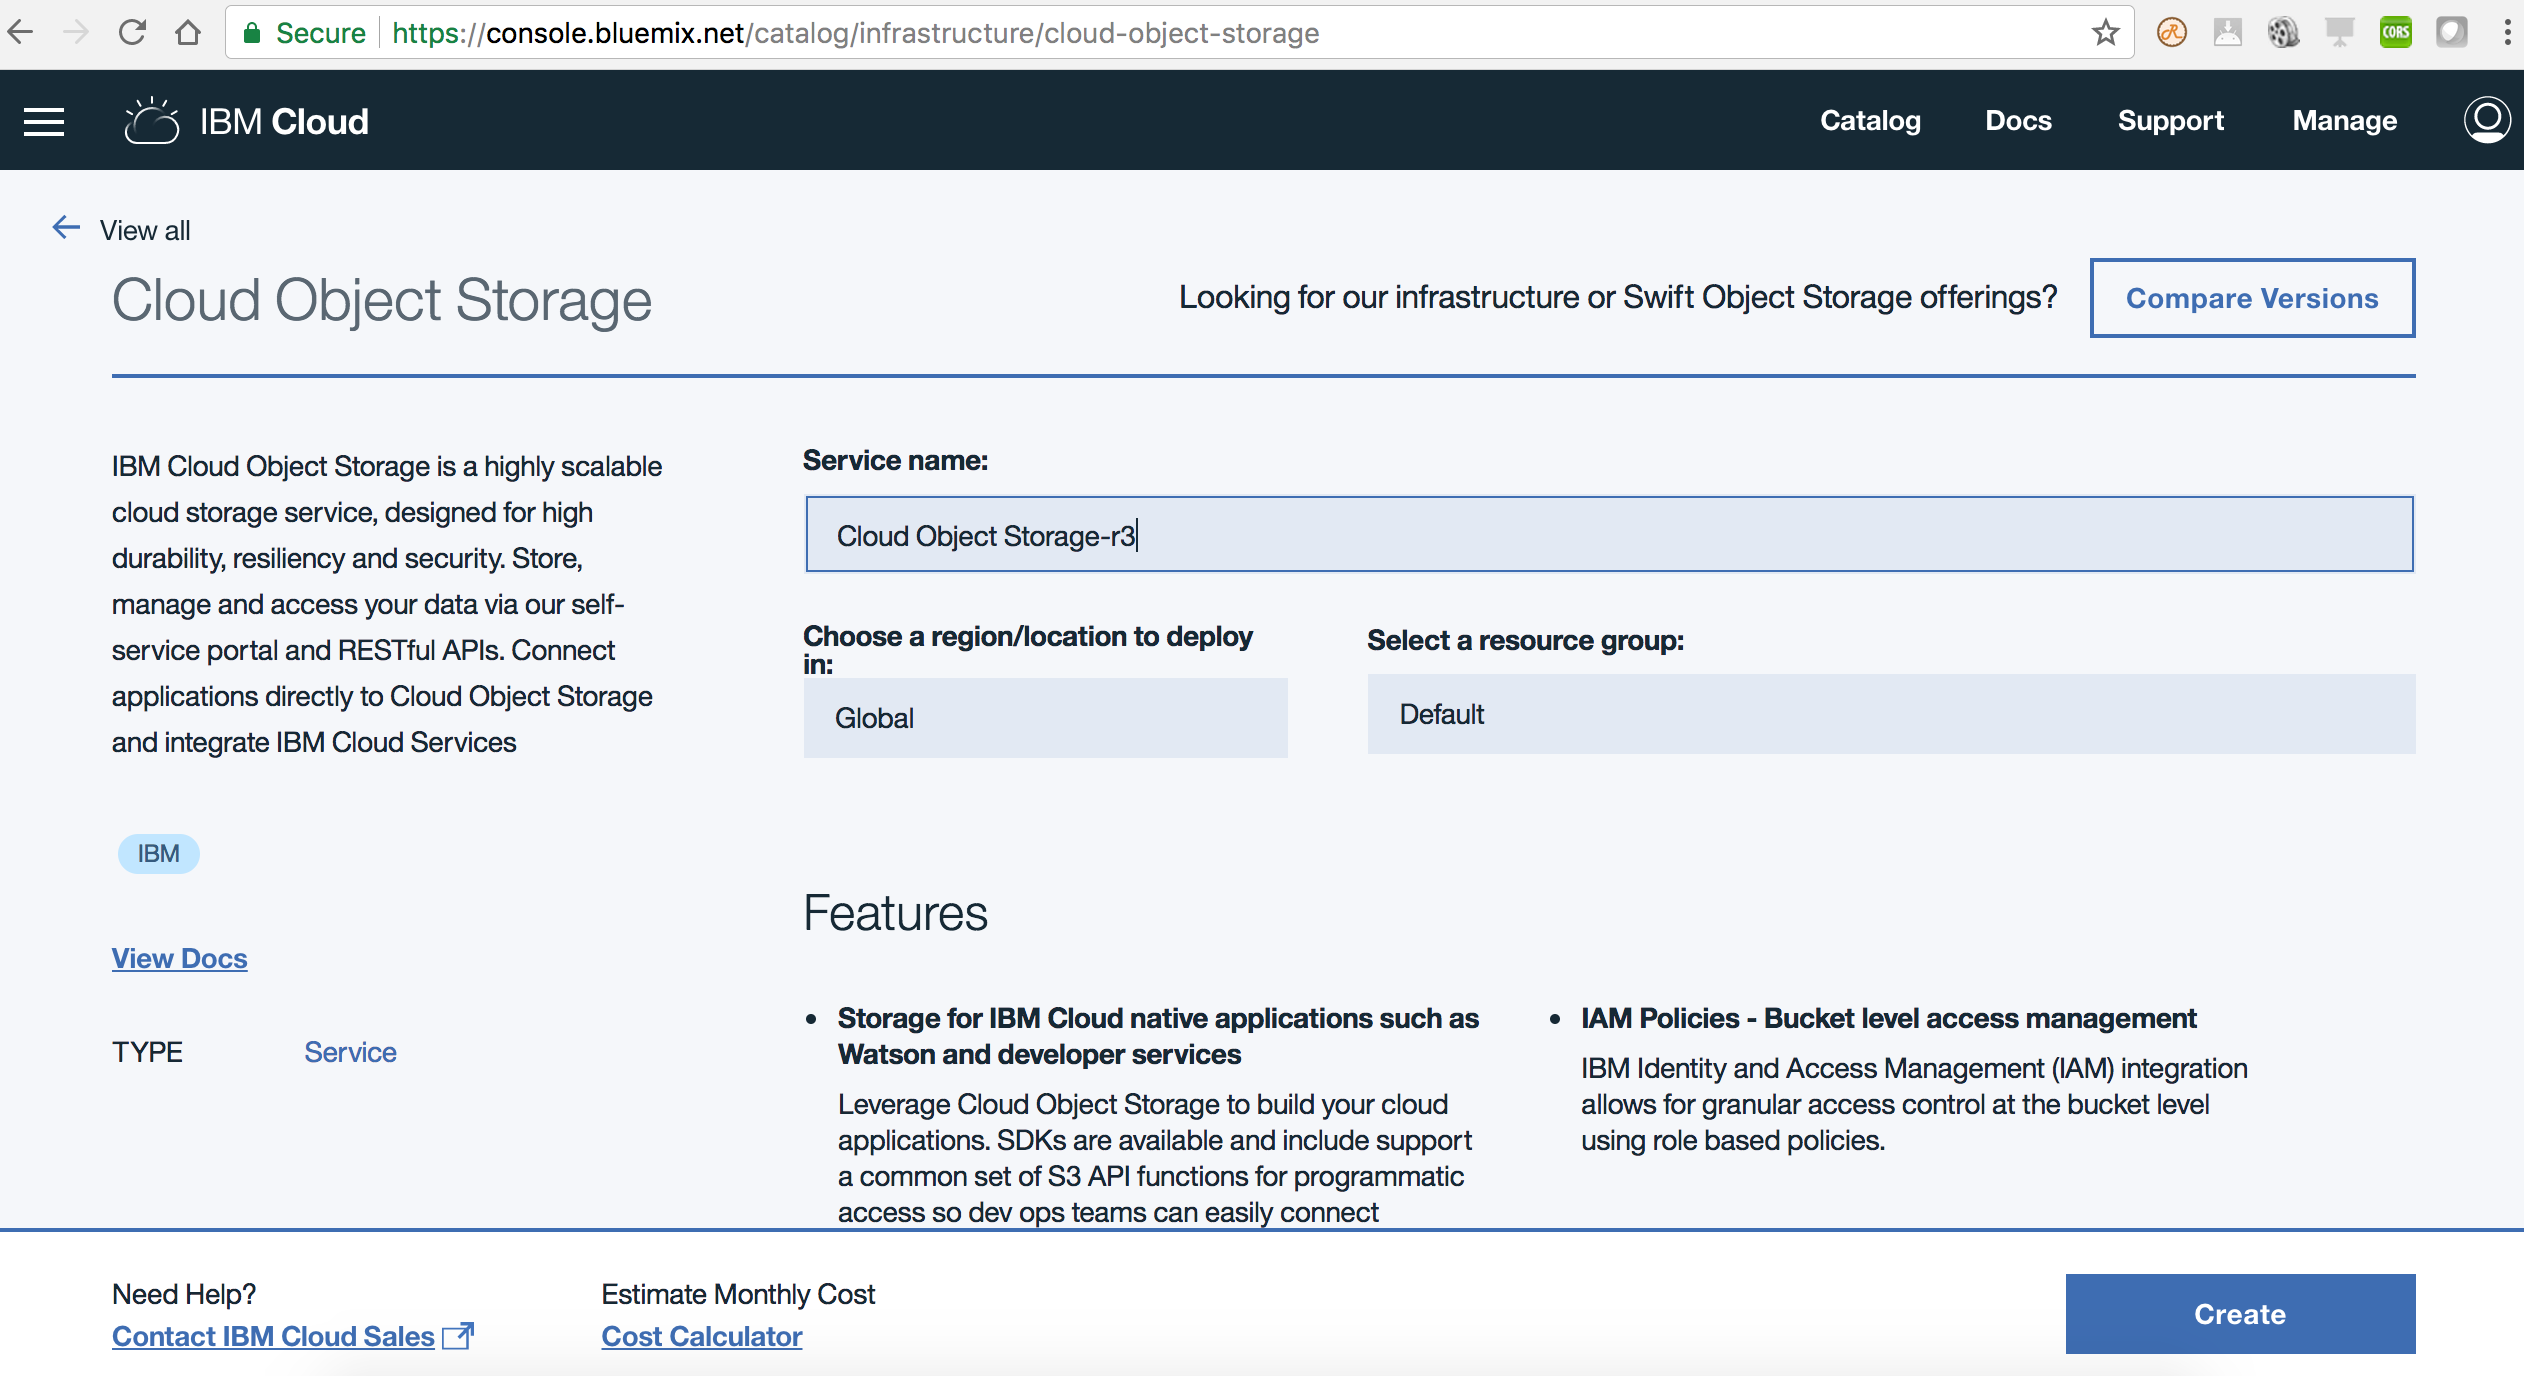 Secure https://console.bluemix.net/catalog/infrastructure/cloud-object-storage
CORS
IBM Cloud
Catalog Docs Support Manage
View all
Cloud Object Storage
Looking for our infrastructure or Swift Object Storage offerings?
Compare Versions
IBM Cloud Object Storage is a highly scalable
cloud storage service, designed for high
durability, resiliency and security. Store,
manage and access your data via our self-
service portal and RESTful APIs. Connect
applications directly to Cloud Object Storage
and integrate IBM Cloud Services
IBM
View Docs
TYPE Service
Service name:
Cloud Object Storage-r3
Choose a region/location to deploy
in:
Global
Select a resource group:
Default
Features
Storage for IBM Cloud native applications such as
Watson and developer services
Leverage Cloud Object Storage to build your cloud
applications. SDKs are available and include support
a common set of S3 API functions for programmatic
access so dev ops teams can easily connect
IAM Policies - Bucket level access management
IBM Identity and Access Management (IAM) integration
allows for granular access control at the bucket level
using role based policies.
Need Help?
Contact IBM Cloud Sales
Estimate Monthly Cost
Cost Calculator
Create